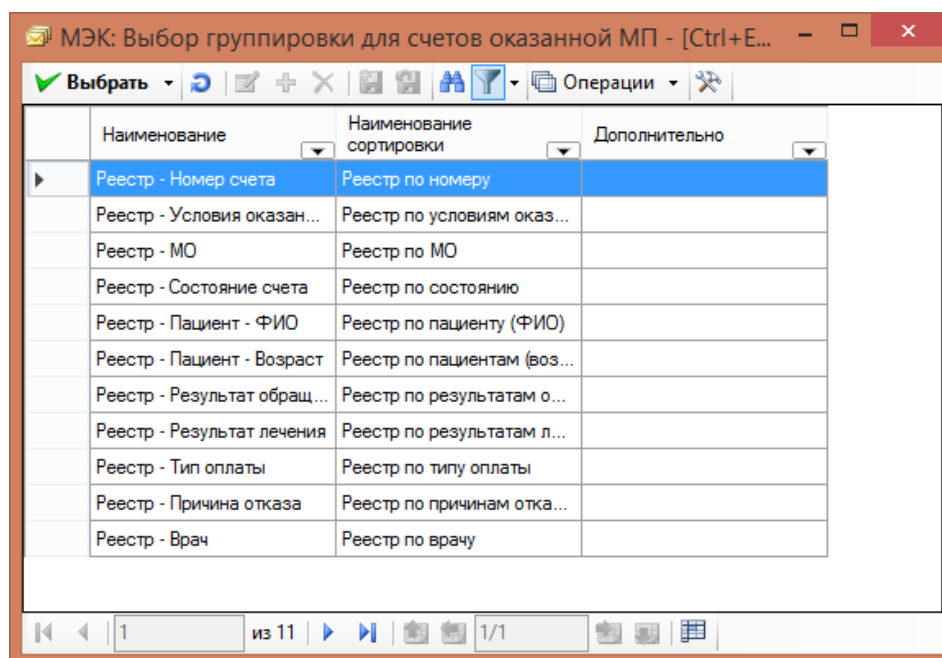 МЭК: Выбор группировки для счетов оказанной МП - [Ctrl+E...
Выбрать Операции
Наименование Наименование сортировки Дополнительно
Реестр - Номер счета Реестр по номеру
Реестр - Условия оказан... Реестр по условиям оказ...
Реестр - МО Реестр по МО
Реестр - Состояние счета Реестр по состоянию
Реестр - Пациент - ФИО Реестр по пациенту (ФИО)
Реестр - Пациент - Возраст Реестр по пациентам (воз...
Реестр - Результат обращ... Реестр по результатам о...
Реестр - Результат лечения Реестр по результатам л...
Реестр - Тип оплаты Реестр по типу оплаты
Реестр - Причина отказа Реестр по причинам отка...
Реестр - Врач Реестр по врачу
1 из 11 1/1